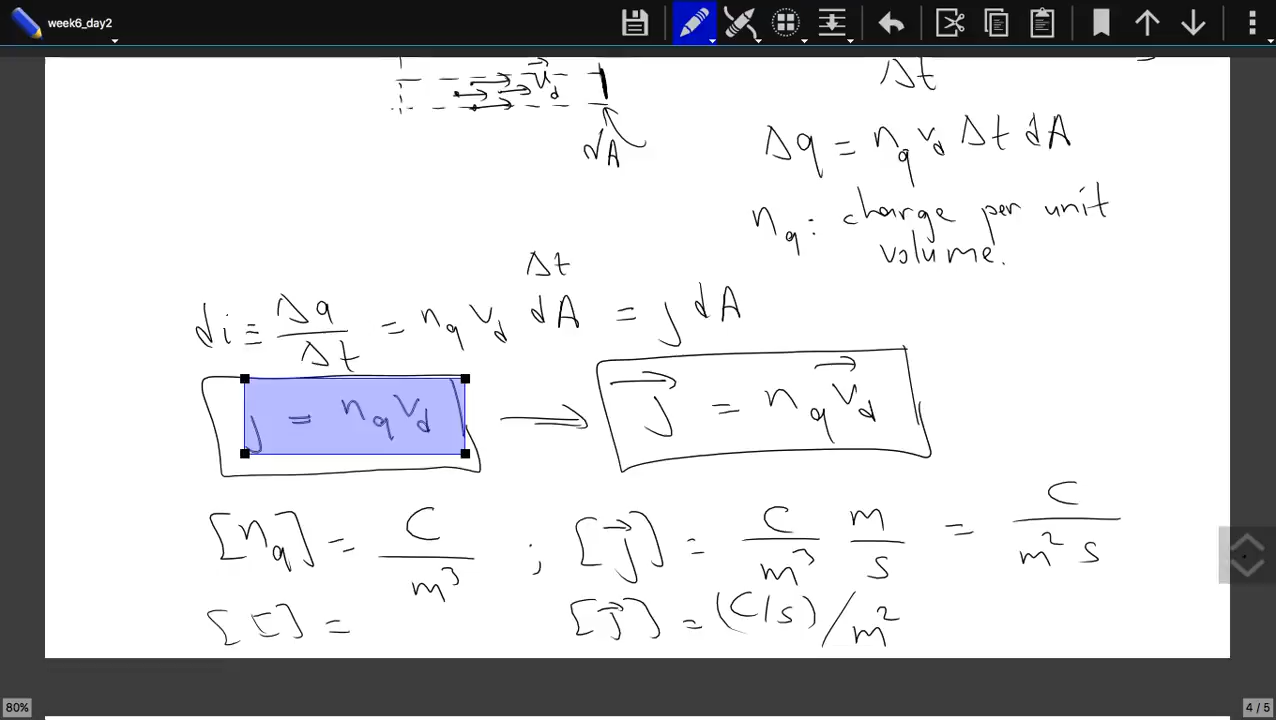 week6_day2
v⃗_d
dA
Δt
Δq = n_q v_d Δt dA
n_q : charge per unit
volume.
Δt
di ≡ Δq/Δt = n_q v_d dA = j dA
j = n_q v_d ⟹ j⃗ = n_q v⃗_d
[n_q] = C/m³ ; [j⃗] = C/m³ m/s = C/(m² s)
[E] = [j⃗] = (C/s)/m²
80%
4 / 5